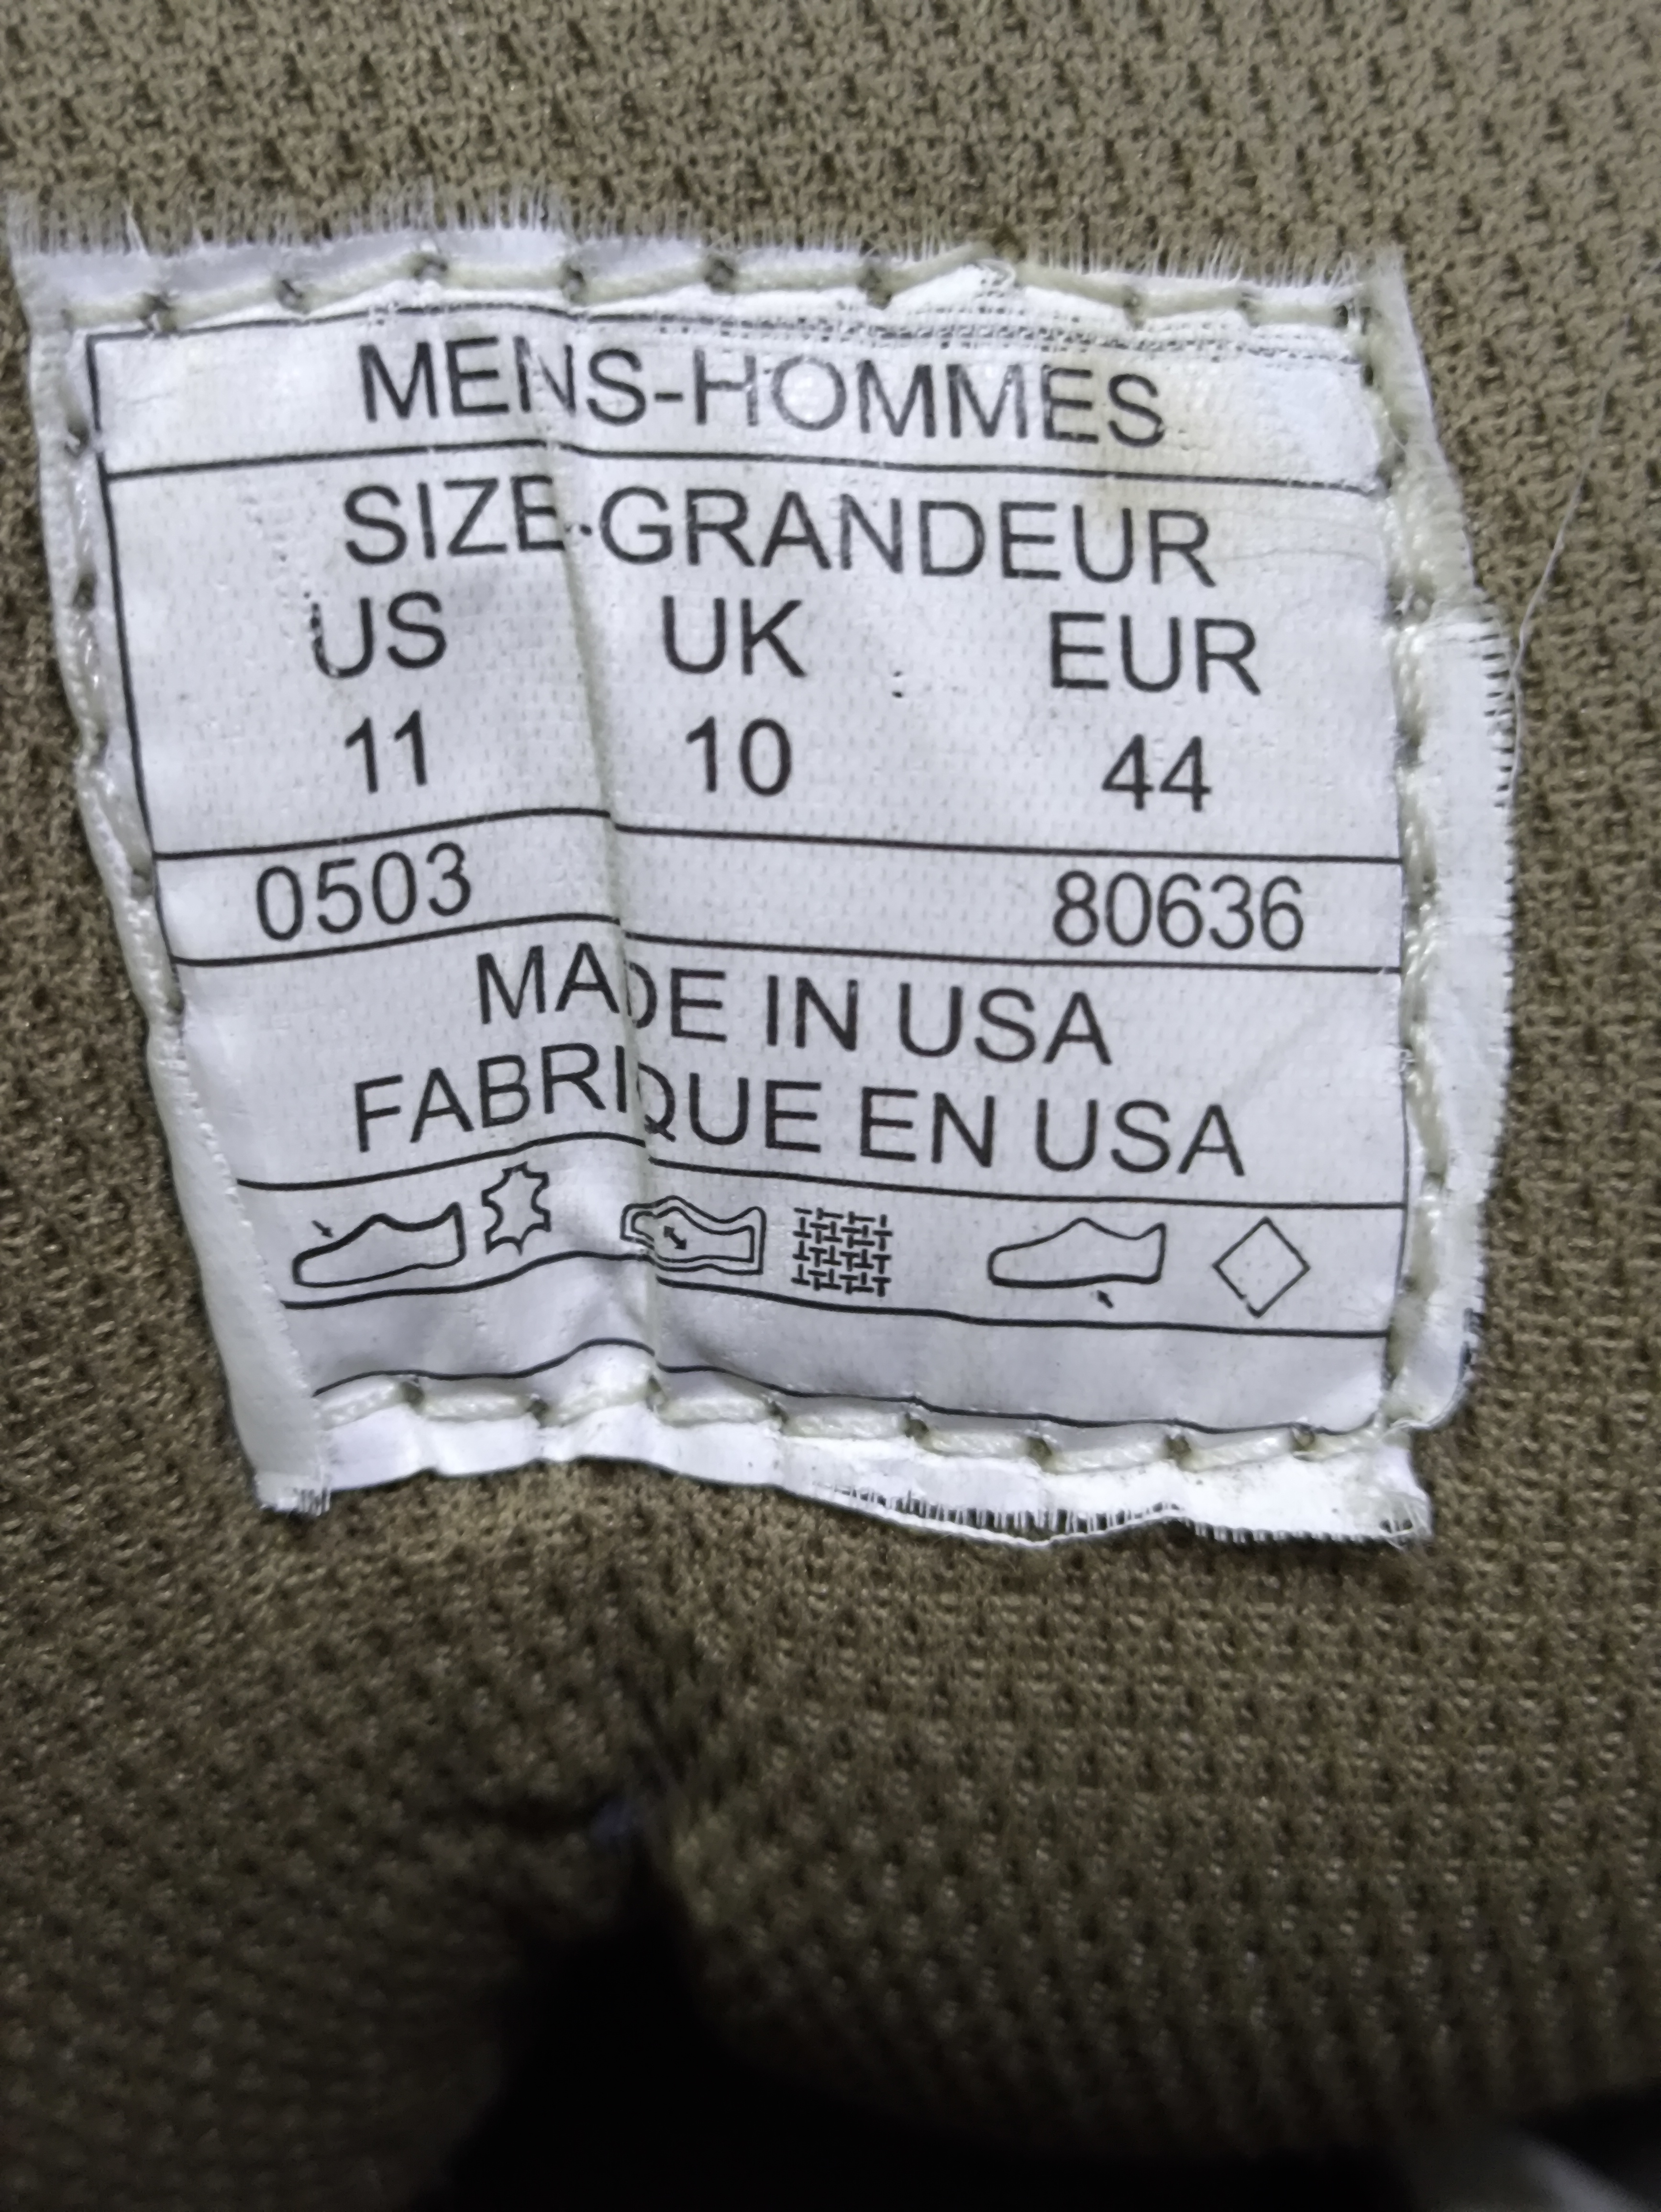 MENS-HOMMES
SIZE-GRANDEUR
US UK EUR
11 10 44
0503 80636
MADE IN USA
FABRIQUE EN USA